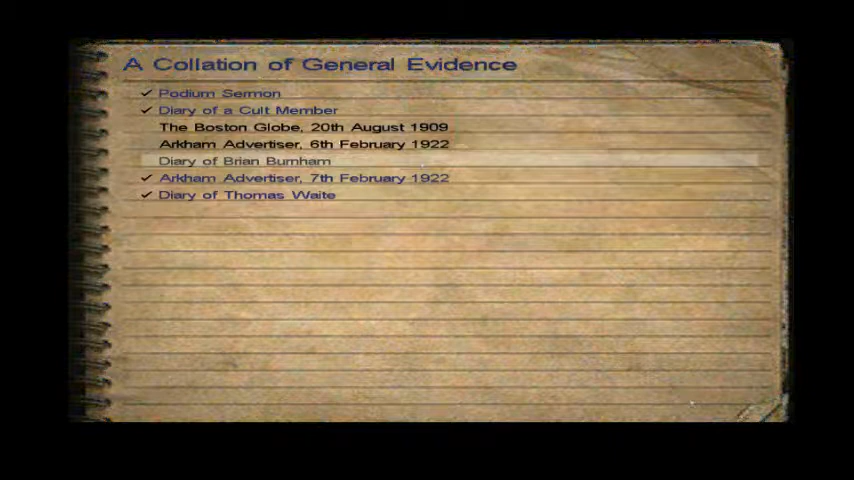 A Collation of General Evidence
✓ Podium Sermon
✓ Diary of a Cult Member
The Boston Globe, 20th August 1909
Arkham Advertiser, 6th February 1922
Diary of Brian Burnham
✓ Arkham Advertiser, 7th February 1922
✓ Diary of Thomas Waite